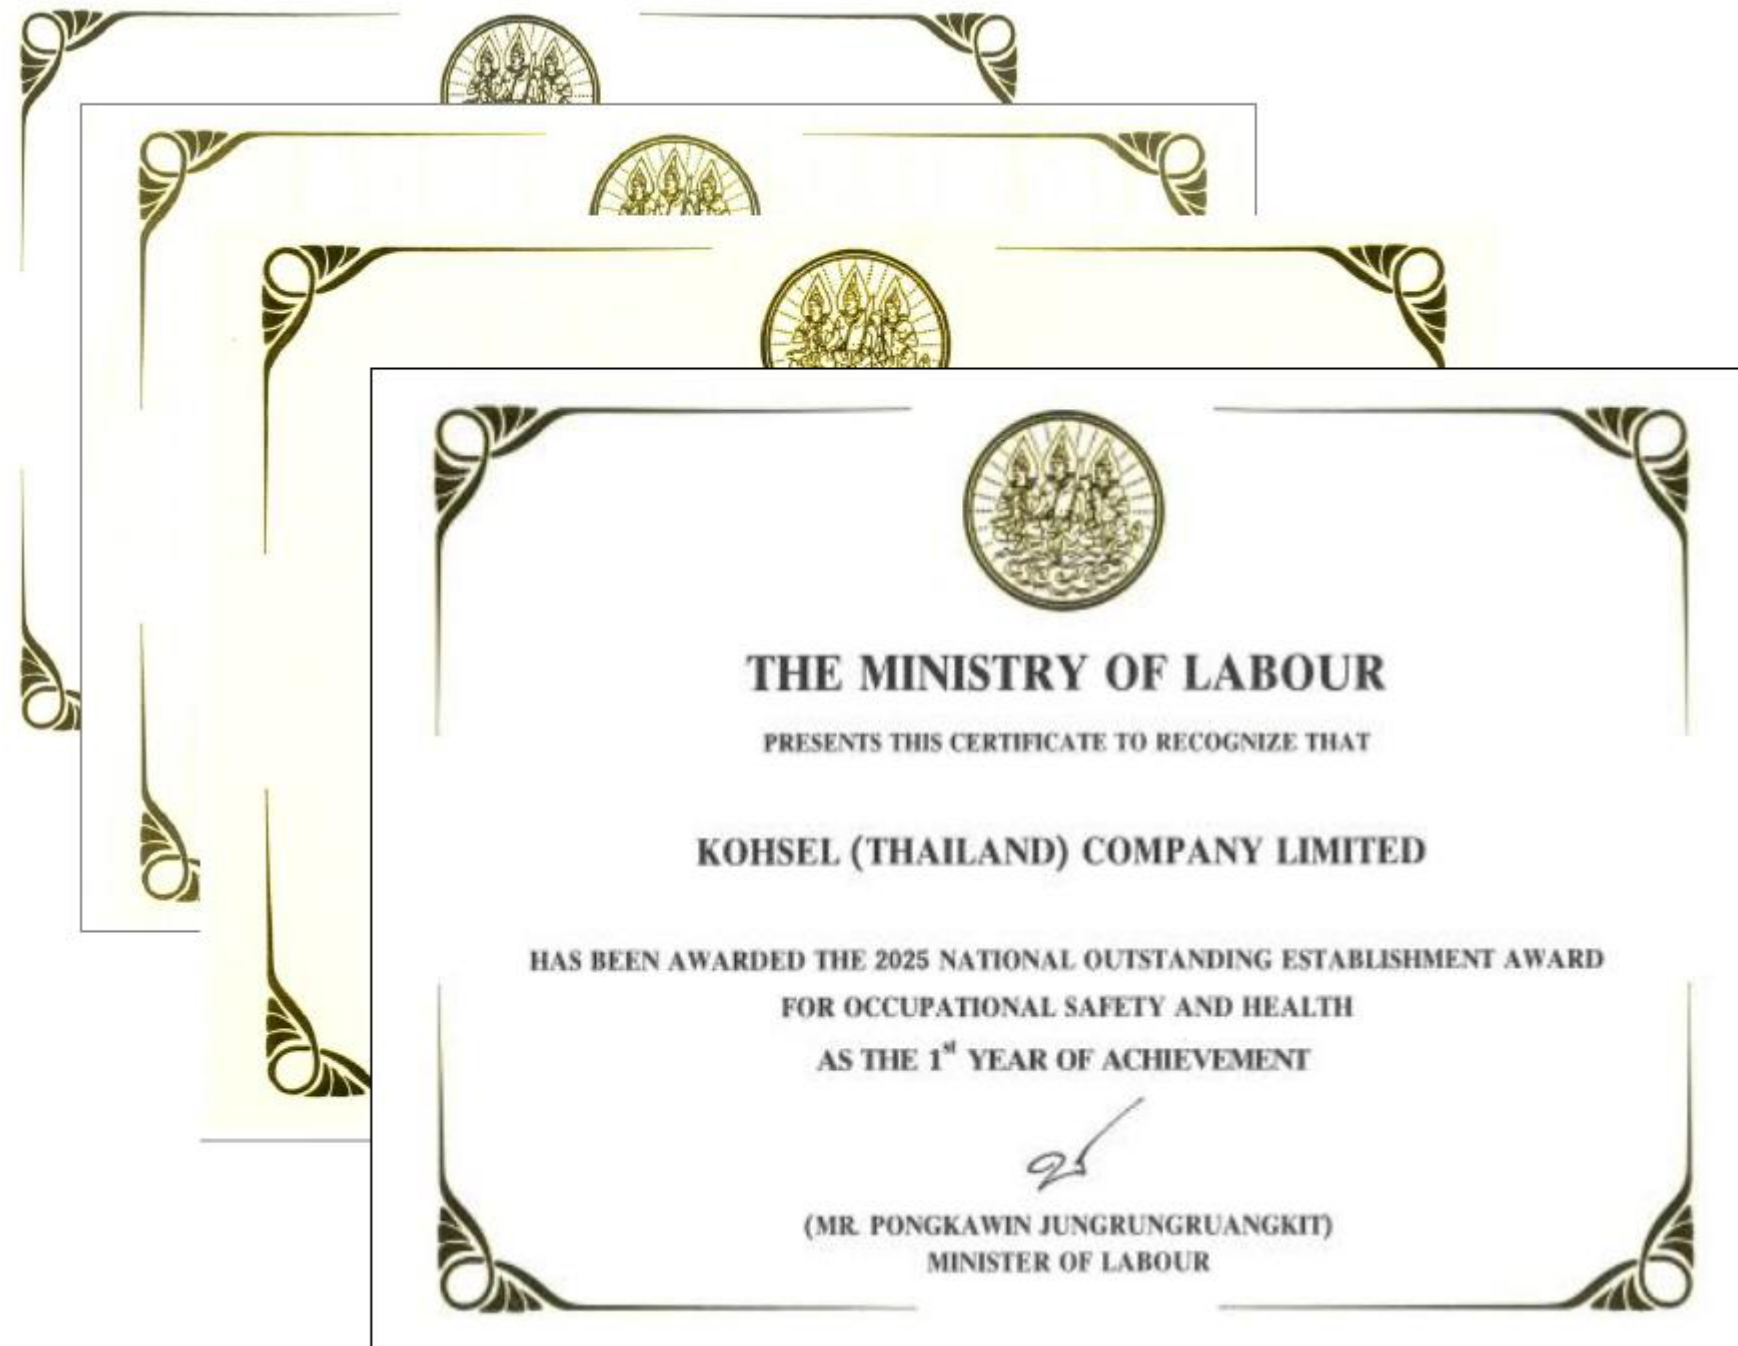 THE MINISTRY OF LABOUR
PRESENTS THIS CERTIFICATE TO RECOGNIZE THAT
KOHSEL (THAILAND) COMPANY LIMITED
HAS BEEN AWARDED THE 2025 NATIONAL OUTSTANDING ESTABLISHMENT AWARD
FOR OCCUPATIONAL SAFETY AND HEALTH
AS THE 1st YEAR OF ACHIEVEMENT
(MR. PONGKAWIN JUNGRUNGRUANGKIT)
MINISTER OF LABOUR